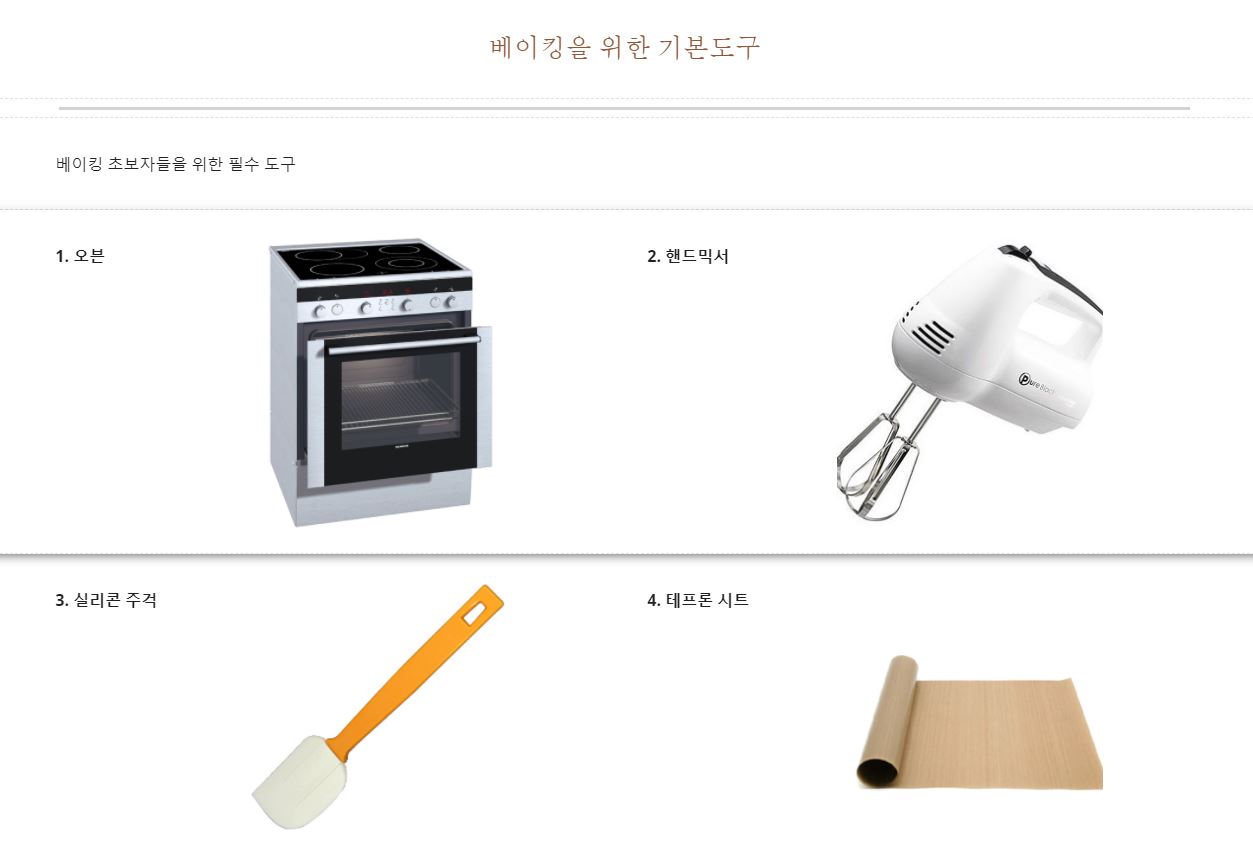 베이킹을 위한 기본도구
베이킹 초보자들을 위한 필수 도구
1. 오븐
2. 핸드믹서
3. 실리콘 주걱
4. 테프론 시트